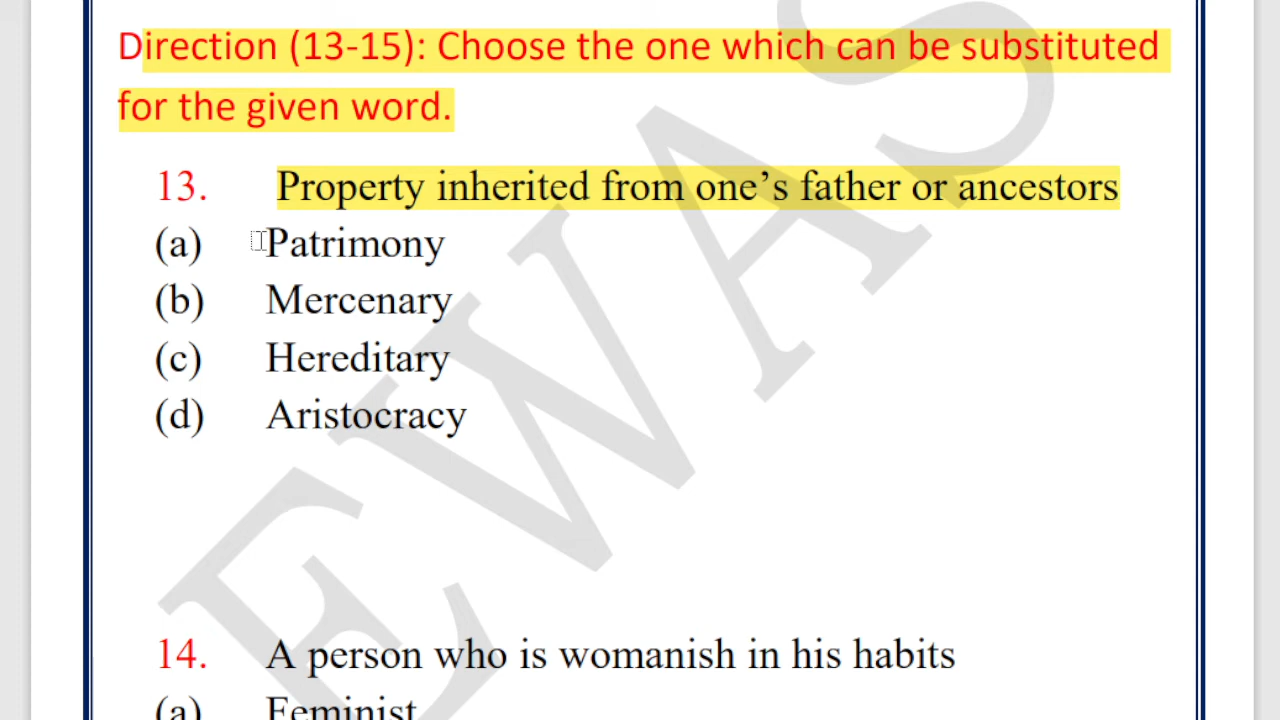 Direction (13-15): Choose the one which can be substituted
for the given word.
13. Property inherited from one’s father or ancestors
(a) Patrimony
(b) Mercenary
(c) Hereditary
(d) Aristocracy
EWAS
14. A person who is womanish in his habits
(a) Feminist